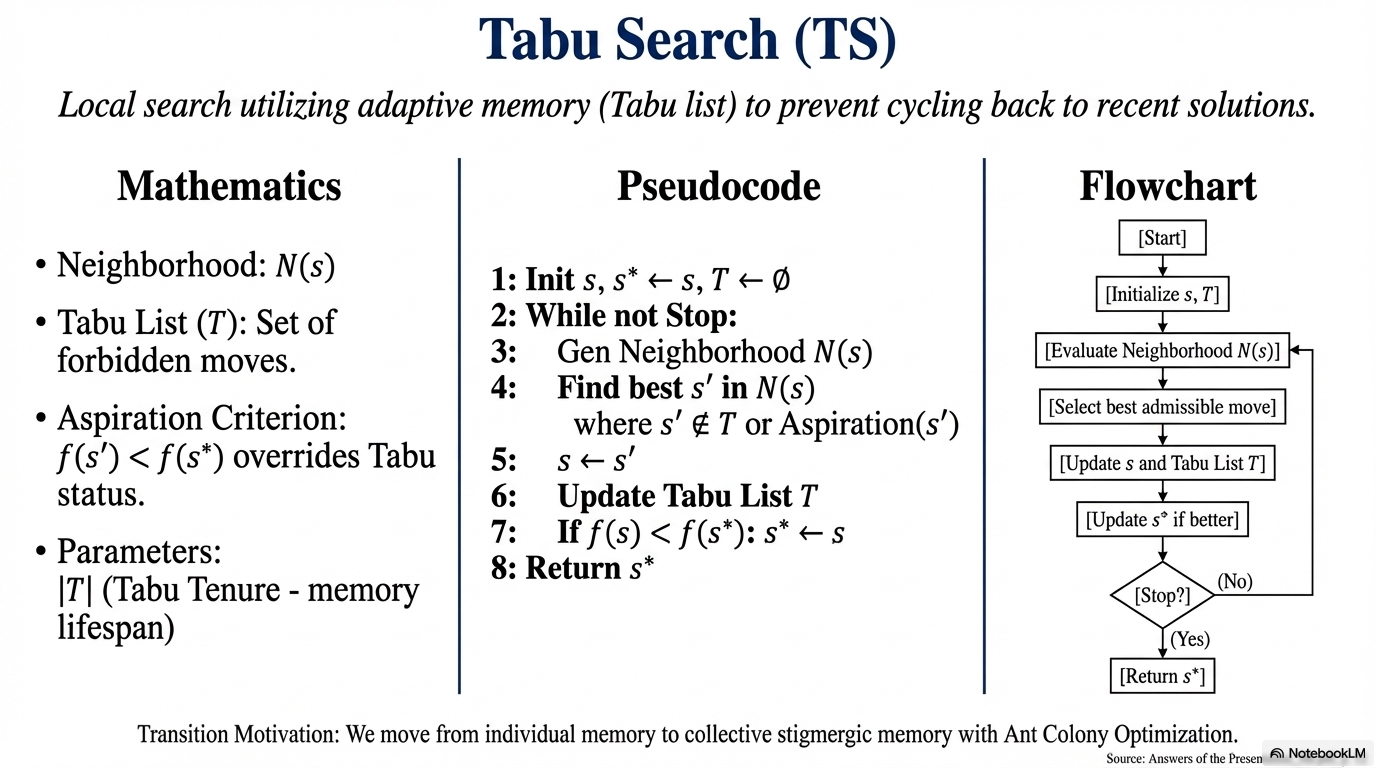 Tabu Search (TS)
Local search utilizing adaptive memory (Tabu list) to prevent cycling back to recent solutions.
Mathematics
• Neighborhood: N(s)
• Tabu List (T): Set of
forbidden moves.
• Aspiration Criterion:
f(s′) < f(s*) overrides Tabu
status.
• Parameters:
|T| (Tabu Tenure - memory
lifespan)
Pseudocode
1: Init s, s* ← s, T ← ∅
2: While not Stop:
3: Gen Neighborhood N(s)
4: Find best s′ in N(s)
where s′ ∉ T or Aspiration(s′)
5: s ← s′
6: Update Tabu List T
7: If f(s) < f(s*): s* ← s
8: Return s*
Flowchart
[Start]
[Initialize s, T]
[Evaluate Neighborhood N(s)]
[Select best admissible move]
[Update s and Tabu List T]
[Update s* if better]
[Stop?]
(No)
(Yes)
[Return s*]
Transition Motivation: We move from individual memory to collective stigmergic memory with Ant Colony Optimization.
Source: Answers of the
NotebookLM